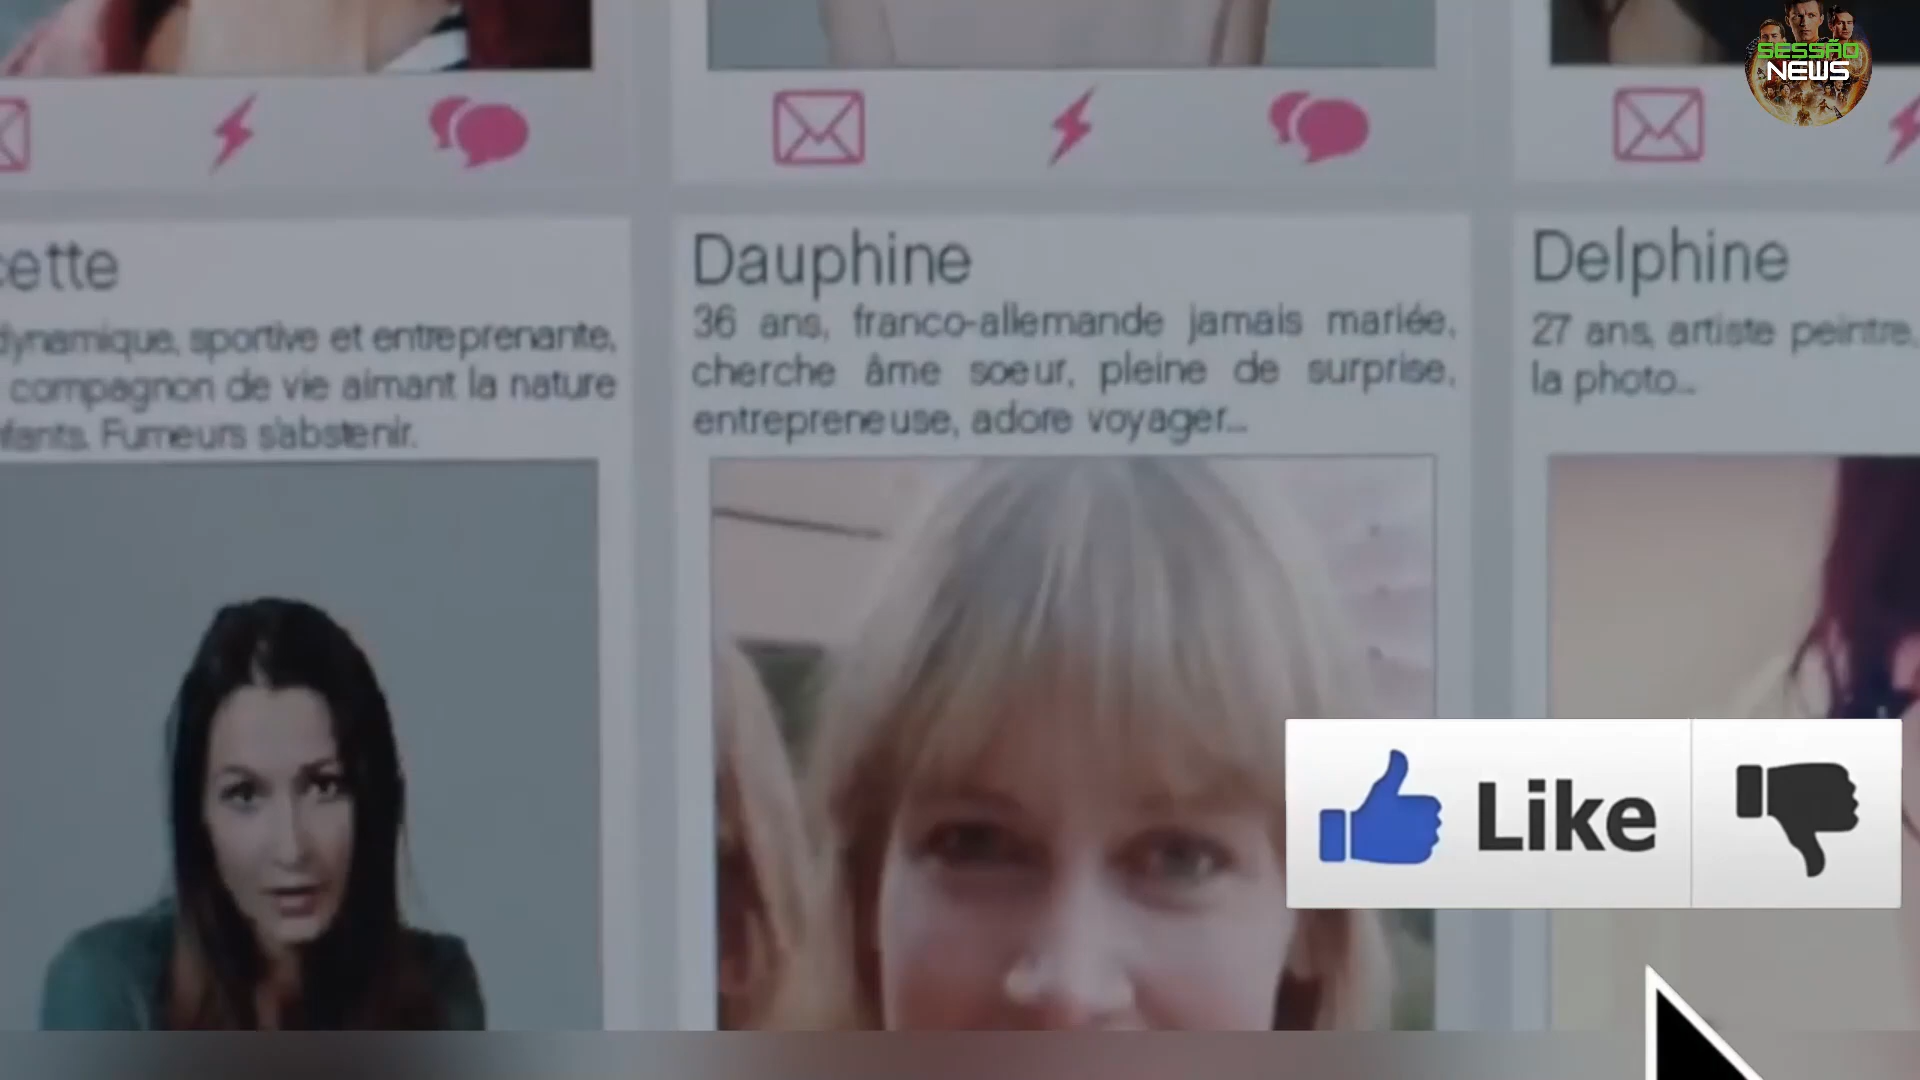 SESSÃO
NEWS
cette
dynamique, sportive et entreprenante,
compagnon de vie aimant la nature
nfants. Fumeurs s'abstenir.
Dauphine
36 ans, franco-allemande jamais mariée,
cherche âme soeur, pleine de surprise,
entrepreneuse, adore voyager...
Delphine
27 ans, artiste peintre,
la photo...
Like